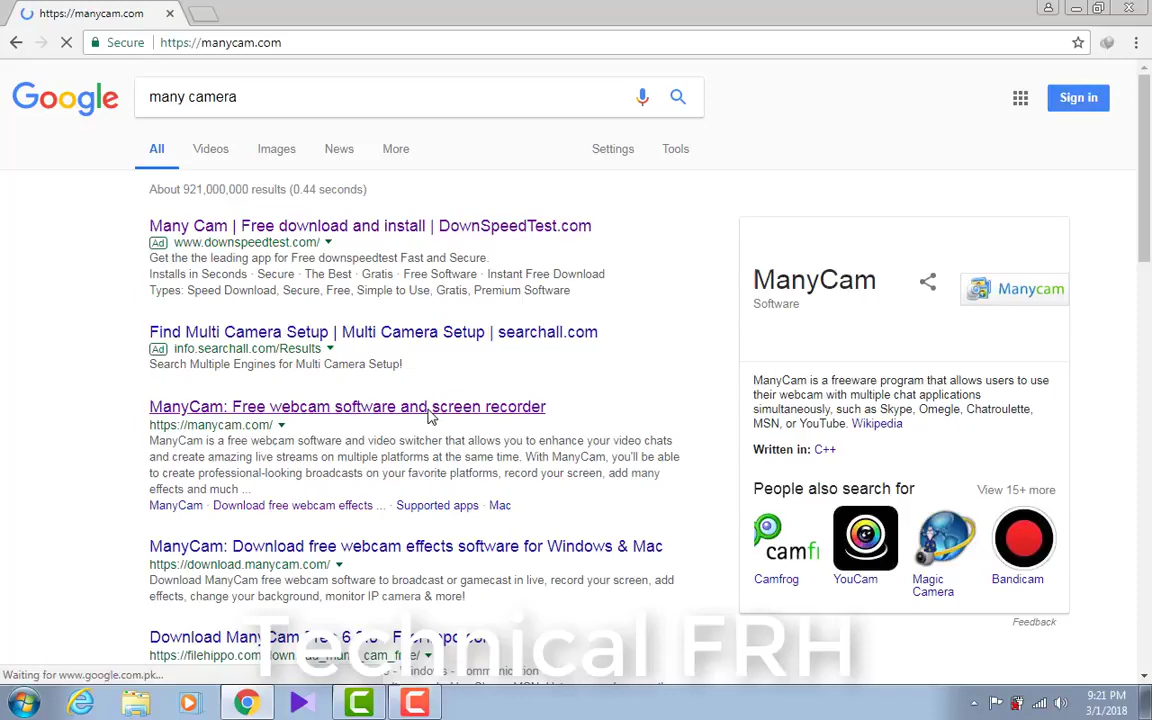 https://manycam.com
Secure https://manycam.com
Google many camera Sign in
All Videos Images News More Settings Tools
About 921,000,000 results (0.44 seconds)
Many Cam | Free download and install | DownSpeedTest.com
Ad www.downspeedtest.com/
Get the the leading app for Free downspeedtest Fast and Secure.
Installs in Seconds · Secure · The Best · Gratis · Free Software · Instant Free Download
Types: Speed Download, Secure, Free, Simple to Use, Gratis, Premium Software
Find Multi Camera Setup | Multi Camera Setup | searchall.com
Ad info.searchall.com/Results
Search Multiple Engines for Multi Camera Setup!
ManyCam: Free webcam software and screen recorder
https://manycam.com/
ManyCam is a free webcam software and video switcher that allows you to enhance your video chats
and create amazing live streams on multiple platforms at the same time. With ManyCam, you'll be able
to create professional-looking broadcasts on your favorite platforms, record your screen, add many
effects and much ...
ManyCam · Download free webcam effects ... · Supported apps · Mac
ManyCam: Download free webcam effects software for Windows & Mac
https://download.manycam.com/
Download ManyCam free webcam software to broadcast or gamecast in live, record your screen, add
effects, change your background, monitor IP camera & more!
Download ManyCam Free
https://filehippo.com/download_many_cam_free/
Windows - Communication
ManyCam
Software
Manycam
ManyCam is a freeware program that allows users to use
their webcam with multiple chat applications
simultaneously, such as Skype, Omegle, Chatroulette,
MSN, or YouTube. Wikipedia
Written in: C++
People also search for View 15+ more
camfr
Camfrog YouCam Magic Camera Bandicam
Feedback
Technical FRH
Waiting for www.google.com.pk...
9:21 PM
3/1/2018